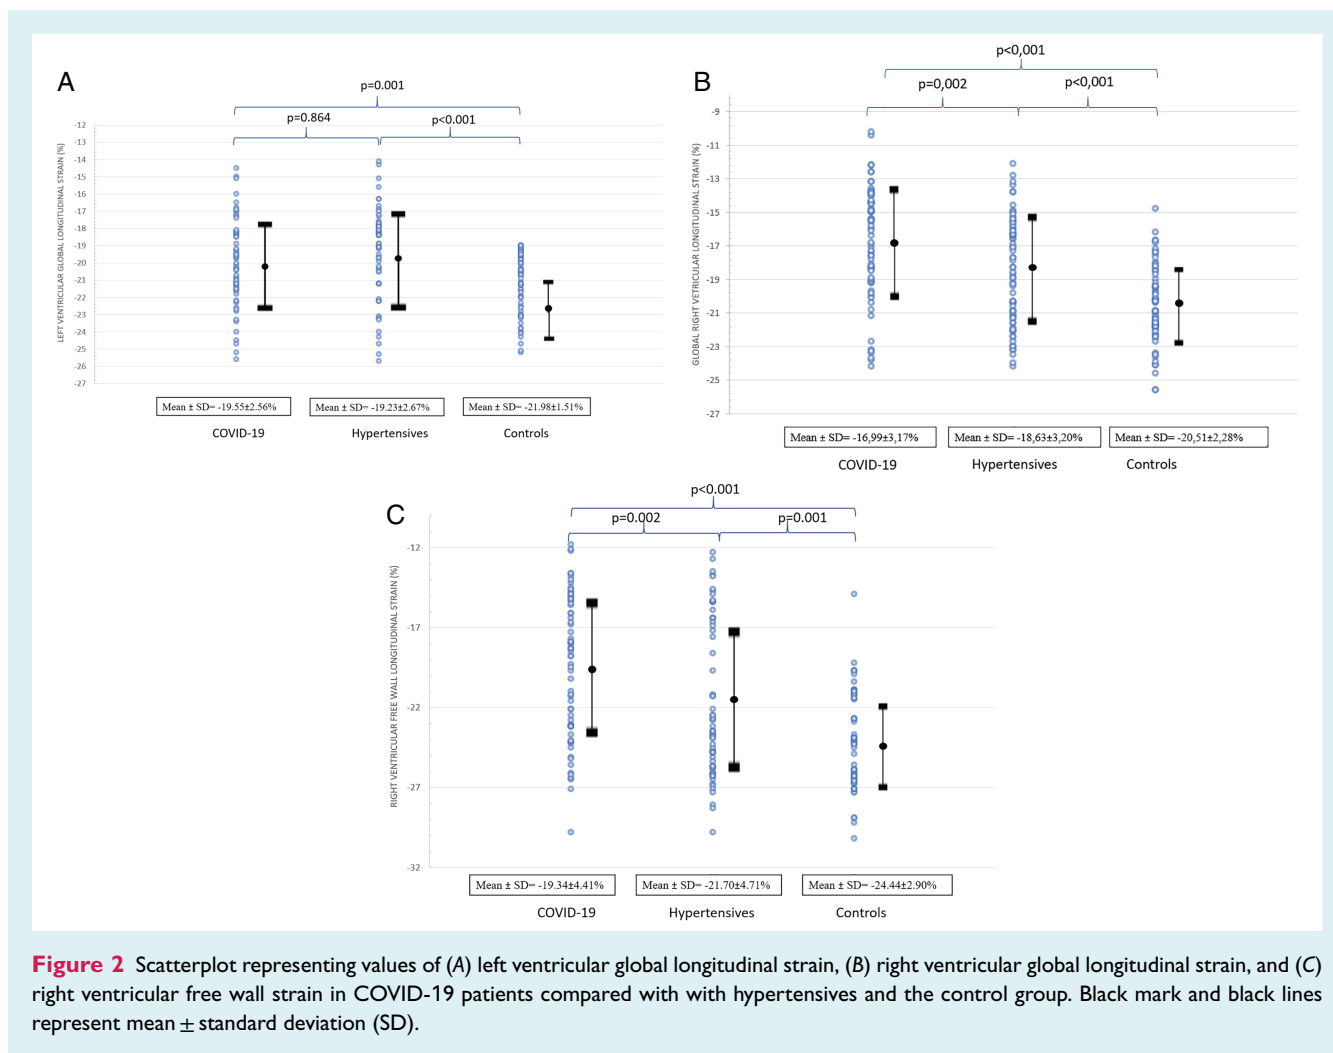 A
p=0.001
p=0.864
p<0.001
LEFT VENTRICULAR GLOBAL LONGITUDINAL STRAIN (%)
-12
-13
-14
-15
-16
-17
-18
-19
-20
-21
-22
-23
-24
-25
-26
-27
Mean ± SD= -19.55±2.56%
Mean ± SD= -19.23±2.67%
Mean ± SD= -21.98±1.51%
COVID-19
Hypertensives
Controls
B
p<0,001
p=0,002
p<0,001
GLOBAL RIGHT VETRICULAR LONGITUDINAL STRAIN (%)
-9
-11
-13
-15
-17
-19
-21
-23
-25
-27
Mean ± SD= -16,99±3,17%
Mean ± SD= -18,63±3,20%
Mean ± SD= -20,51±2,28%
COVID-19
Hypertensives
Controls
C
p<0.001
p=0.002
p=0.001
RIGHT VENTRICULAR FREE WALL LONGITUDINAL STRAIN (%)
-12
-17
-22
-27
-32
Mean ± SD= -19.34±4.41%
Mean ± SD= -21.70±4.71%
Mean ± SD= -24.44±2.90%
COVID-19
Hypertensives
Controls
Figure 2 Scatterplot representing values of (A) left ventricular global longitudinal strain, (B) right ventricular global longitudinal strain, and (C)
right ventricular free wall strain in COVID-19 patients compared with with hypertensives and the control group. Black mark and black lines
represent mean ± standard deviation (SD).